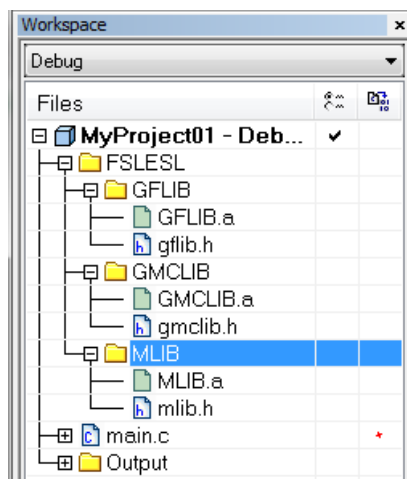 Workspace
Debug
Files
MyProject01 - Deb...
FSLESL
GFLIB
GFLIB.a
gflib.h
GMCLIB
GMCLIB.a
gmclib.h
MLIB
MLIB.a
mlib.h
main.c
Output